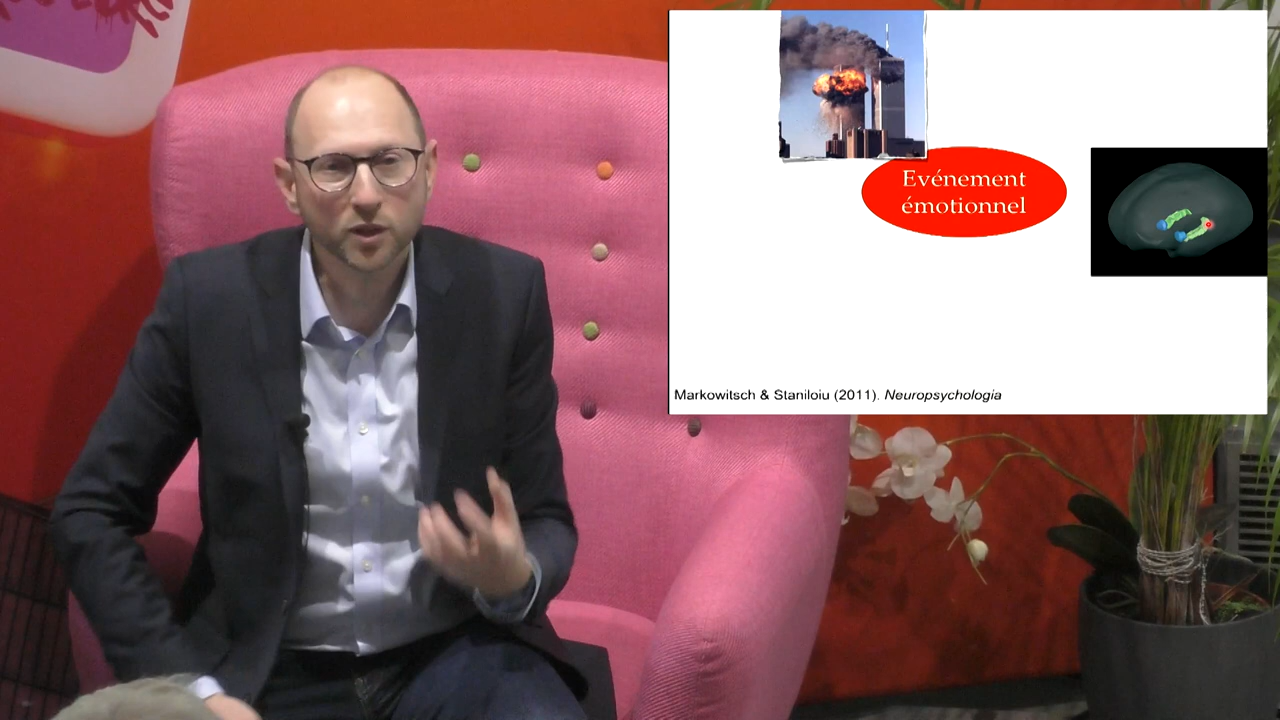 Evénement
émotionnel
Markowitsch & Staniloiu (2011). Neuropsychologia